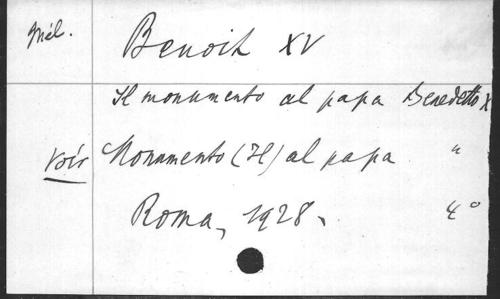 Mél.
Benoit XV
Il monumento al papa Benedetto X
voir Monumento (Il) al papa "
Roma, 1928. 4°